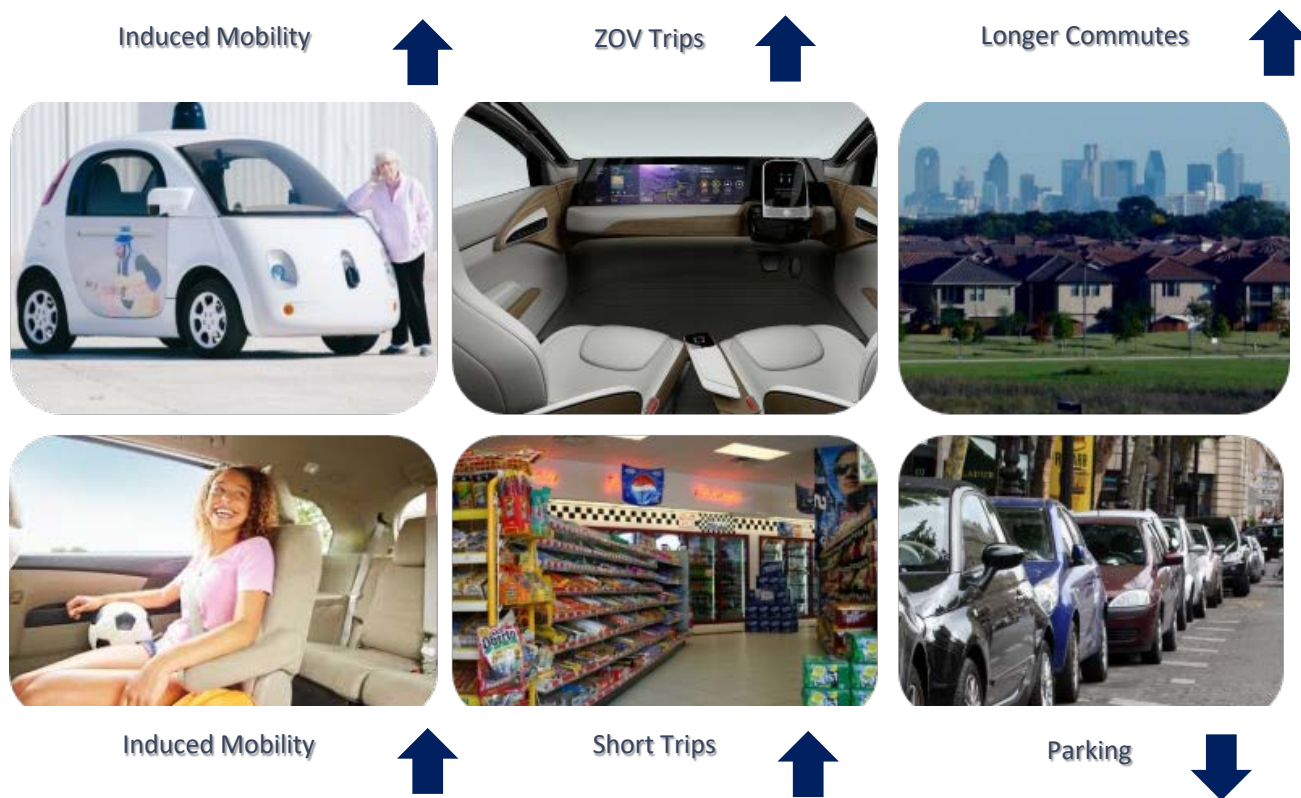 Induced Mobility
ZOV Trips
Longer Commutes
Induced Mobility
Short Trips
Parking